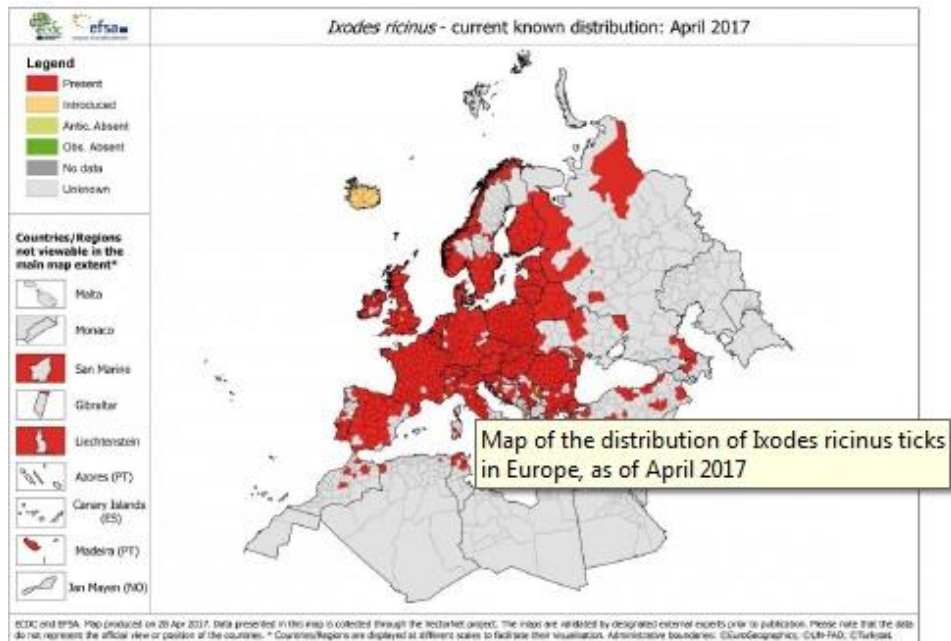 ecdc
efsa
Ixodes ricinus - current known distribution: April 2017
Legend
Present
Introduced
Antic. Absent
Obs. Absent
No data
Unknown
Countries/Regions
not viewable in the
main map extent*
Malta
Monaco
San Marino
Gibraltar
Liechtenstein
Azores (PT)
Canary Islands
(ES)
Madeira (PT)
Jan Mayen (NO)
Map of the distribution of Ixodes ricinus ticks
in Europe, as of April 2017
ECDC and EFSA. Map produced on 28 Apr 2017. Data presented in this map is collected through the VectorNet project. The maps are validated by designated external experts prior to publication. Please note that the data
do not represent the official view or position of the countries. * Countries/Regions are displayed at different scales to facilitate their visualisation. Administrative boundaries: ©EuroGeographics, ©UN-FAO, ©Turkstat.